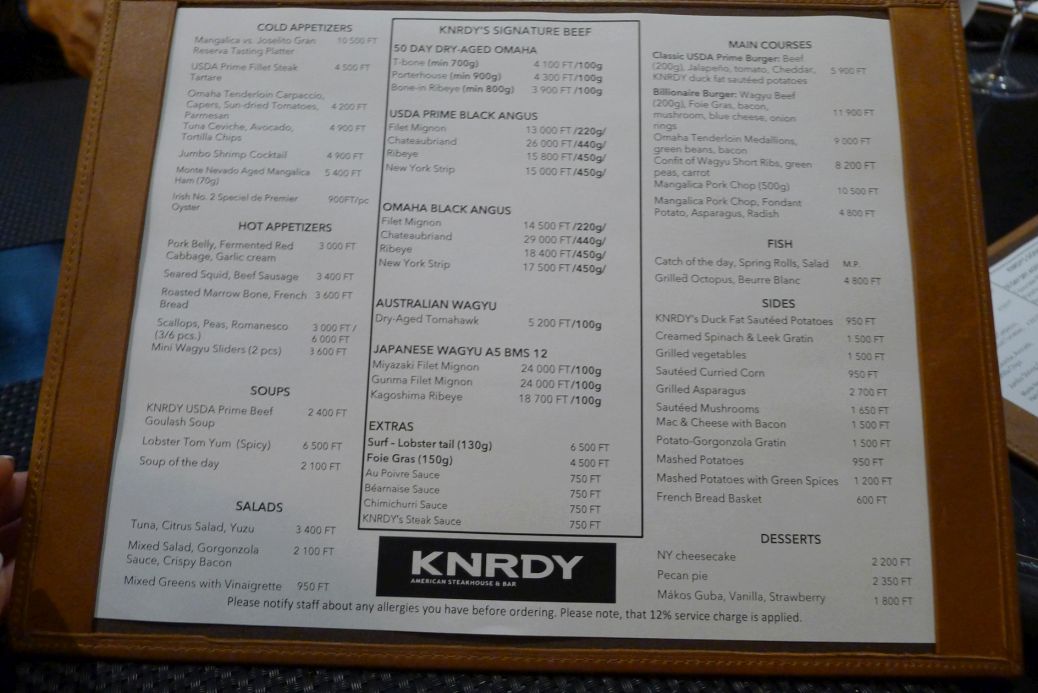 COLD APPETIZERS
Mangalica vs. Joselito Gran 10 500 FT
Reserva Tasting Platter
USDA Prime Fillet Steak 4 500 FT
Tartare
Omaha Tenderloin Carpaccio,
Capers, Sun-dried Tomatoes, 4 200 FT
Parmesan
Tuna Ceviche, Avocado, 4 900 FT
Tortilla Chips
Jumbo Shrimp Cocktail 4 900 FT
Monte Nevado Aged Mangalica 5 400 FT
Ham (70g)
Irish No. 2 Speciel de Premier 900FT/pc
Oyster
HOT APPETIZERS
Pork Belly, Fermented Red 3 000 FT
Cabbage, Garlic cream
Seared Squid, Beef Sausage 3 400 FT
Roasted Marrow Bone, French 3 600 FT
Bread
Scallops, Peas, Romanesco 3 000 FT /
(3/6 pcs.) 6 000 FT
Mini Wagyu Sliders (2 pcs) 3 600 FT
SOUPS
KNRDY USDA Prime Beef 2 400 FT
Goulash Soup
Lobster Tom Yum (Spicy) 6 500 FT
Soup of the day 2 100 FT
SALADS
Tuna, Citrus Salad, Yuzu 3 400 FT
Mixed Salad, Gorgonzola 2 100 FT
Sauce, Crispy Bacon
Mixed Greens with Vinaigrette 950 FT
KNRDY'S SIGNATURE BEEF
50 DAY DRY-AGED OMAHA
T-bone (min 700g) 4 100 FT/100g
Porterhouse (min 900g) 4 300 FT/100g
Bone-in Ribeye (min 800g) 3 900 FT/100g
USDA PRIME BLACK ANGUS
Filet Mignon 13 000 FT/220g/
Chateaubriand 26 000 FT/440g/
Ribeye 15 800 FT/450g/
New York Strip 15 000 FT/450g/
OMAHA BLACK ANGUS
Filet Mignon 14 500 FT/220g/
Chateaubriand 29 000 FT/440g/
Ribeye 18 400 FT/450g/
New York Strip 17 500 FT/450g/
AUSTRALIAN WAGYU
Dry-Aged Tomahawk 5 200 FT/100g
JAPANESE WAGYU A5 BMS 12
Miyazaki Filet Mignon 24 000 FT/100g
Gunma Filet Mignon 24 000 FT/100g
Kagoshima Ribeye 18 700 FT/100g
EXTRAS
Surf - Lobster tail (130g) 6 500 FT
Foie Gras (150g) 4 500 FT
Au Poivre Sauce 750 FT
Béarnaise Sauce 750 FT
Chimichurri Sauce 750 FT
KNRDY's Steak Sauce 750 FT
KNRDY
AMERICAN STEAKHOUSE & BAR
MAIN COURSES
Classic USDA Prime Burger: Beef
(200g), Jalapeño, tomato, Cheddar, 5 900 FT
KNRDY duck fat sautéed potatoes
Billionaire Burger: Wagyu Beef
(200g), Foie Gras, bacon,
mushroom, blue cheese, onion 11 900 FT
rings
Omaha Tenderloin Medallions, 9 000 FT
green beans, bacon
Confit of Wagyu Short Ribs, green 8 200 FT
peas, carrot
Mangalica Pork Chop (500g) 10 500 FT
Mangalica Pork Chop, Fondant
Potato, Asparagus, Radish 4 800 FT
FISH
Catch of the day, Spring Rolls, Salad M.P.
Grilled Octopus, Beurre Blanc 4 800 FT
SIDES
KNRDY's Duck Fat Sautéed Potatoes 950 FT
Creamed Spinach & Leek Gratin 1 500 FT
Grilled vegetables 1 500 FT
Sautéed Curried Corn 950 FT
Grilled Asparagus 2 700 FT
Sautéed Mushrooms 1 650 FT
Mac & Cheese with Bacon 1 500 FT
Potato-Gorgonzola Gratin 1 500 FT
Mashed Potatoes 950 FT
Mashed Potatoes with Green Spices 1 200 FT
French Bread Basket 600 FT
DESSERTS
NY cheesecake 2 200 FT
Pecan pie 2 350 FT
Mákos Guba, Vanilla, Strawberry 1 800 FT
Please notify staff about any allergies you have before ordering. Please note, that 12% service charge is applied.